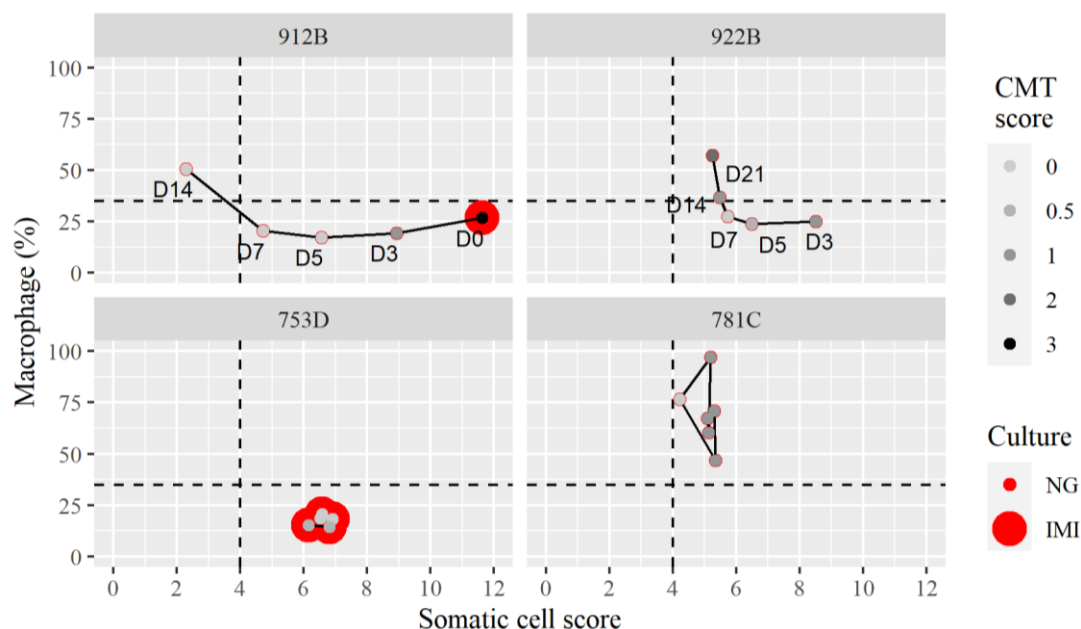 912B
922B
Macrophage (%)
100
75
50
25
0
D14
D7
D5
D3
D0
D21
D14
D7
D5
D3
753D
781C
100
75
50
25
0
0 2 4 6 8 10 12
0 2 4 6 8 10 12
Somatic cell score
CMT
score
0
0.5
1
2
3
Culture
NG
IMI